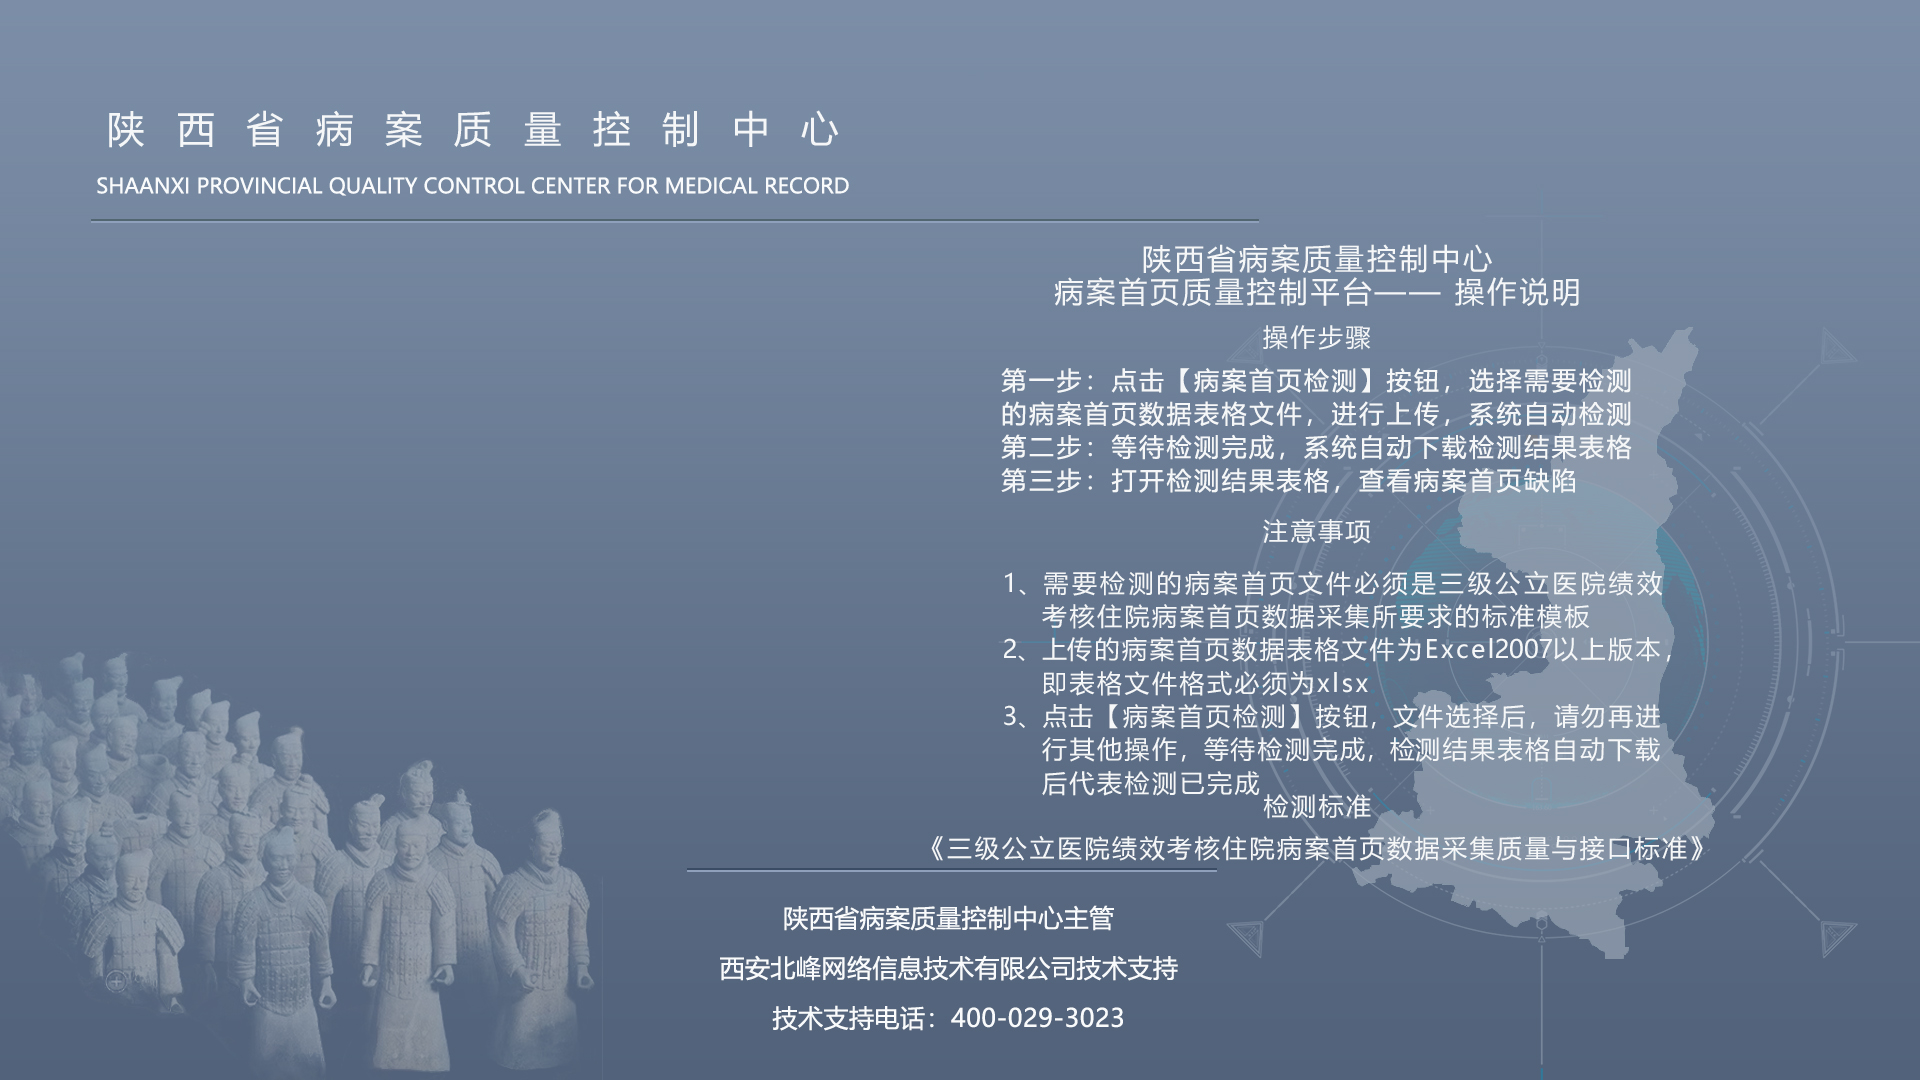 陕西省病案质量控制中心
SHAANXI PROVINCIAL QUALITY CONTROL CENTER FOR MEDICAL RECORD
陕西省病案质量控制中心
病案首页质量控制平台—— 操作说明
操作步骤
第一步：点击【病案首页检测】按钮，选择需要检测
的病案首页数据表格文件，进行上传，系统自动检测
第二步：等待检测完成，系统自动下载检测结果表格
第三步：打开检测结果表格，查看病案首页缺陷
注意事项
1、需要检测的病案首页文件必须是三级公立医院绩效
考核住院病案首页数据采集所要求的标准模板
2、上传的病案首页数据表格文件为Excel2007以上版本，
即表格文件格式必须为xlsx
3、点击【病案首页检测】按钮，文件选择后，请勿再进
行其他操作，等待检测完成，检测结果表格自动下载
后代表检测已完成
检测标准
《三级公立医院绩效考核住院病案首页数据采集质量与接口标准》
陕西省病案质量控制中心主管
西安北峰网络信息技术有限公司技术支持
技术支持电话：400-029-3023